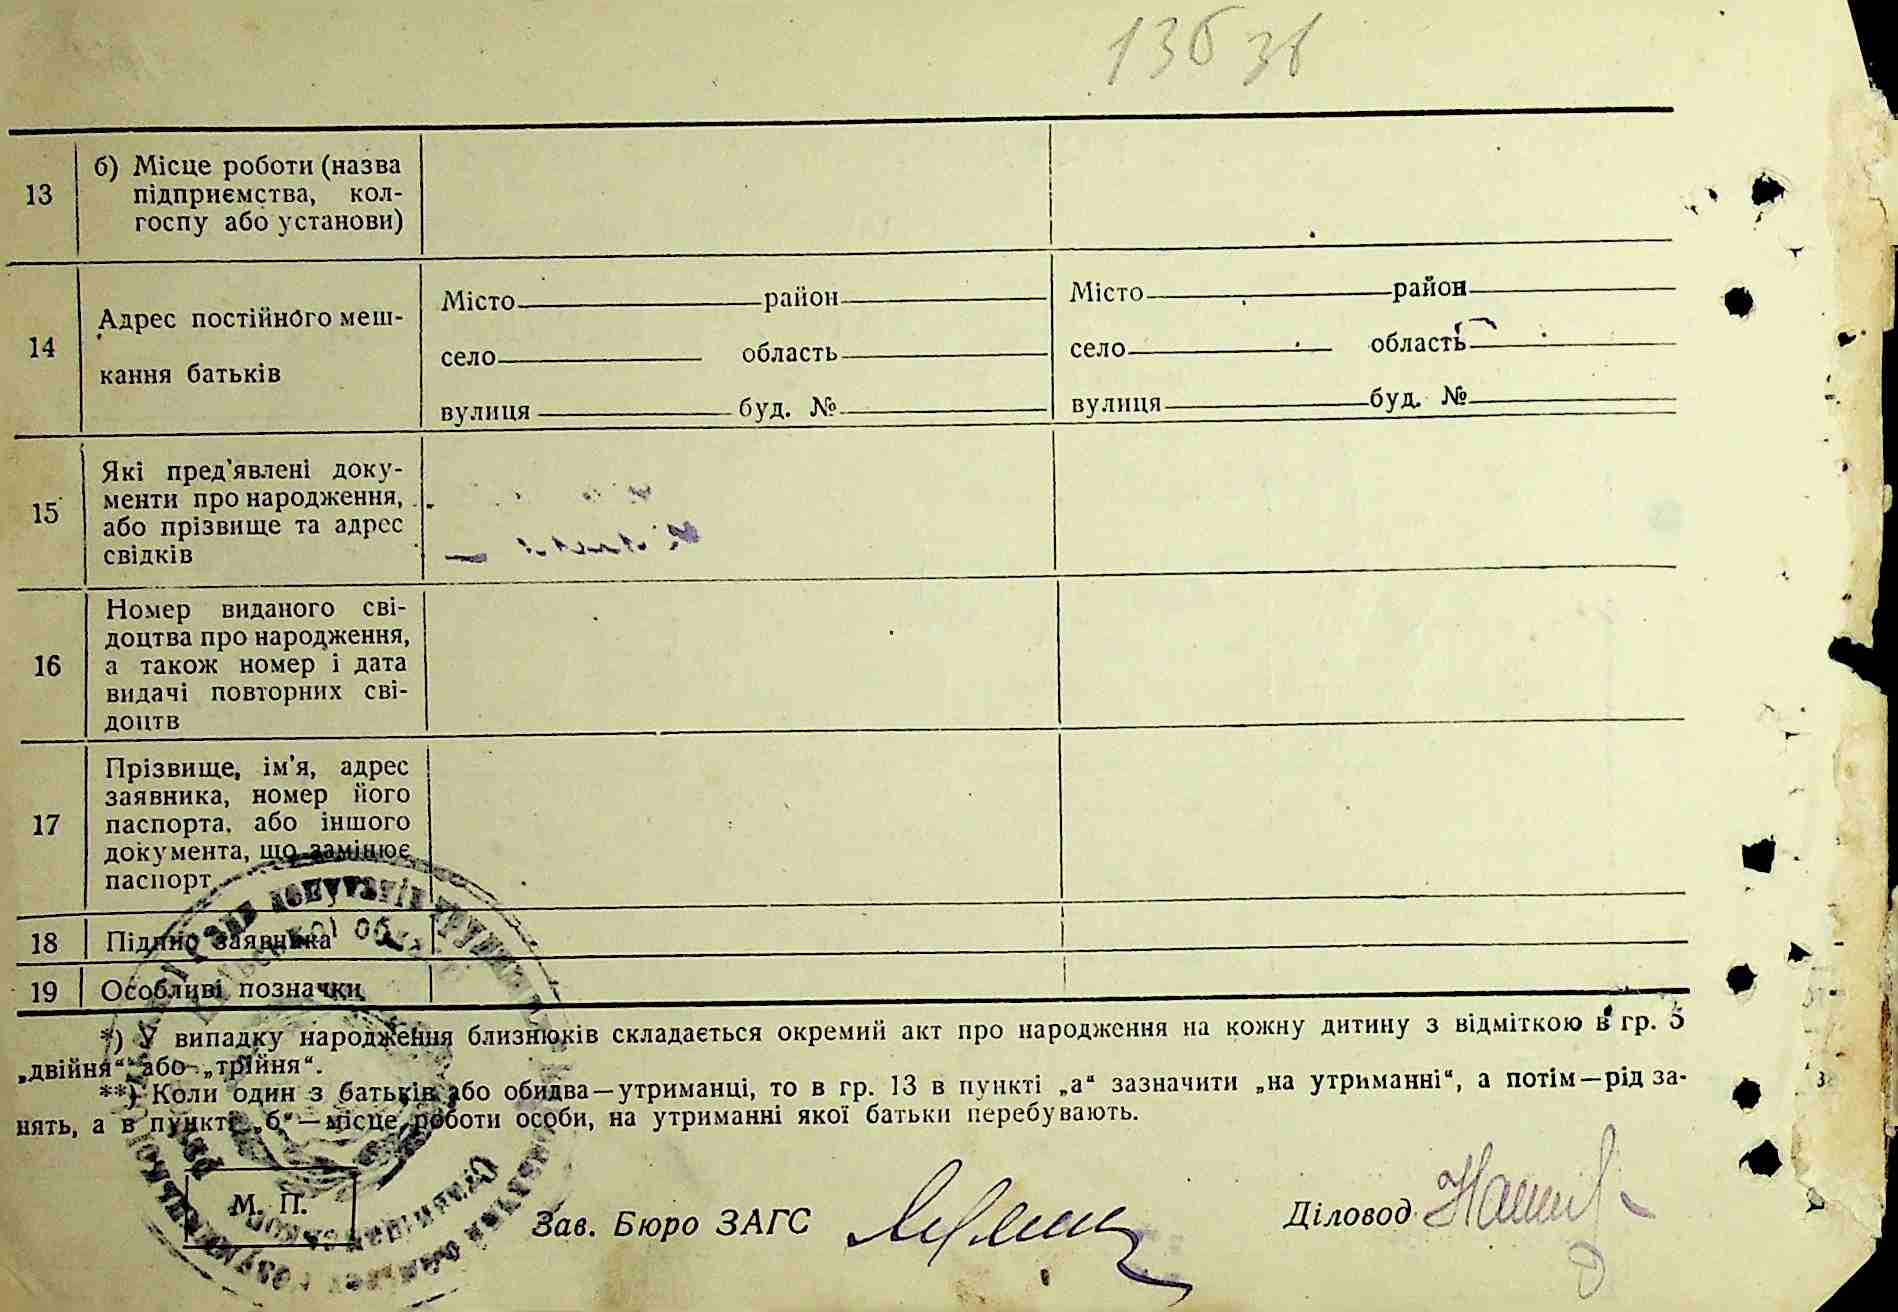 136 зв
13
б) Місце роботи (назва
підприємства, кол-
госпу або установи)
14
Адрес постійного меш-
кання батьків
Місто район
село область
вулиця буд. №
Місто район
село область
вулиця буд. №
15
Які пред'явлені доку-
менти про народження,
або прізвище та адрес
свідків
16
Номер виданого сві-
доцтва про народження,
а також номер і дата
видачі повторних сві-
доцтв
17
Прізвище, ім'я, адрес
заявника, номер його
паспорта, або іншого
документа, що замінює
паспорт
18
Підпис заявника
19
Особливі позначки
*) У випадку народження близнюків складається окремий акт про народження на кожну дитину з відміткою в гр. 5
„двійня“ або „трійня“.
**) Коли один з батьків або обидва—утриманці, то в гр. 13 в пункті „а“ зазначити „на утриманні“, а потім—рід за-
нять, а в пункті „б“—місце роботи особи, на утриманні якої батьки перебувають.
М. П.
Зав. Бюро ЗАГС
Діловод